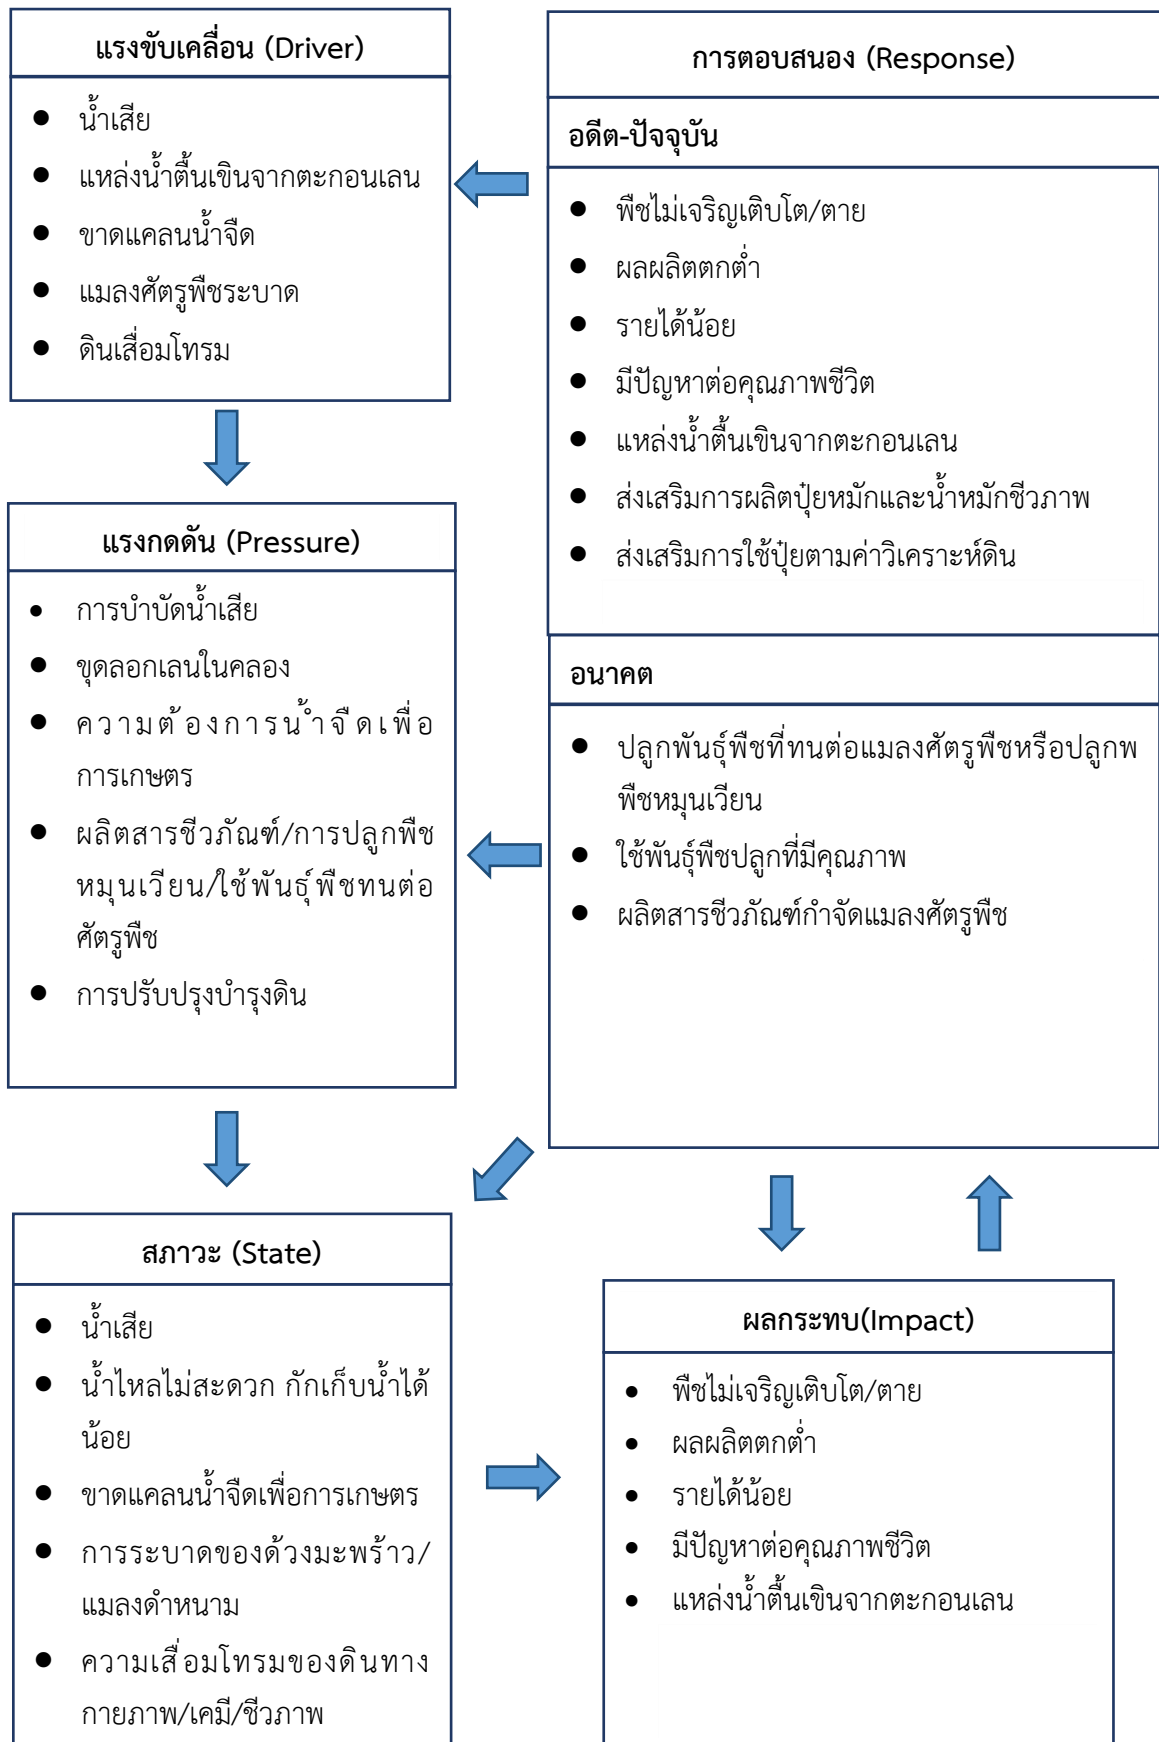 แรงขับเคลื่อน (Driver)
● น้ำเสีย
● แหล่งน้ำตื้นเขินจากตะกอนเลน
● ขาดแคลนน้ำจืด
● แมลงศัตรูพืชระบาด
● ดินเสื่อมโทรม
แรงกดดัน (Pressure)
● การบำบัดน้ำเสีย
● ขุดลอกเลนในคลอง
● ความต้องการน้ำจืดเพื่อ
การเกษตร
● ผลิตสารชีวภัณฑ์/การปลูกพืช
หมุนเวียน/ใช้พันธุ์พืชทนต่อ
ศัตรูพืช
● การปรับปรุงบำรุงดิน
สภาวะ (State)
● น้ำเสีย
● น้ำไหลไม่สะดวก กักเก็บน้ำได้
น้อย
● ขาดแคลนน้ำจืดเพื่อการเกษตร
● การระบาดของด้วงมะพร้าว/
แมลงดำหนาม
● ความเสื่อมโทรมของดินทาง
กายภาพ/เคมี/ชีวภาพ
การตอบสนอง (Response)
อดีต-ปัจจุบัน
● พืชไม่เจริญเติบโต/ตาย
● ผลผลิตตกต่ำ
● รายได้น้อย
● มีปัญหาต่อคุณภาพชีวิต
● แหล่งน้ำตื้นเขินจากตะกอนเลน
● ส่งเสริมการผลิตปุ๋ยหมักและน้ำหมักชีวภาพ
● ส่งเสริมการใช้ปุ๋ยตามค่าวิเคราะห์ดิน
อนาคต
● ปลูกพันธุ์พืชที่ทนต่อแมลงศัตรูพืชหรือปลูกพ
พืชหมุนเวียน
● ใช้พันธุ์พืชปลูกที่มีคุณภาพ
● ผลิตสารชีวภัณฑ์กำจัดแมลงศัตรูพืช
ผลกระทบ(Impact)
● พืชไม่เจริญเติบโต/ตาย
● ผลผลิตตกต่ำ
● รายได้น้อย
● มีปัญหาต่อคุณภาพชีวิต
● แหล่งน้ำตื้นเขินจากตะกอนเลน